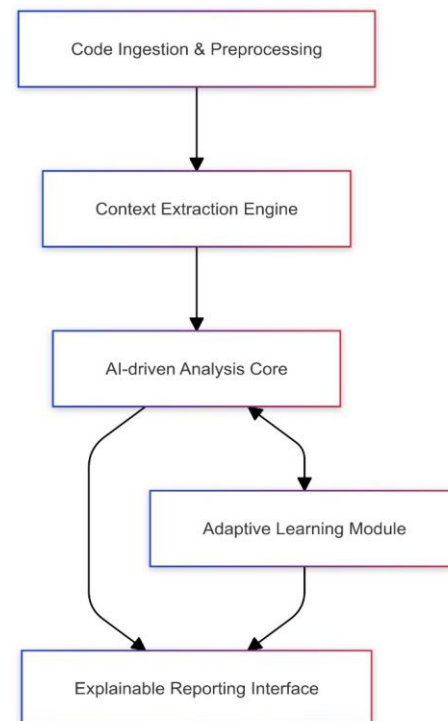 Code Ingestion & Preprocessing
Context Extraction Engine
AI-driven Analysis Core
Adaptive Learning Module
Explainable Reporting Interface